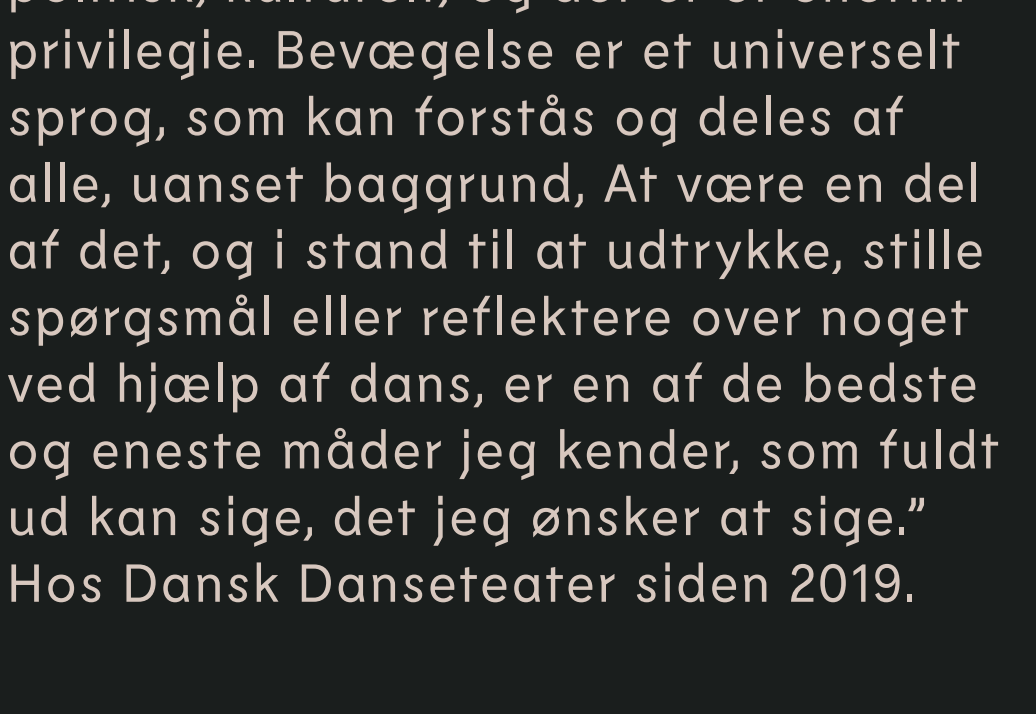 privilegie. Bevægelse er et universelt
sprog, som kan forstås og deles af
alle, uanset baggrund, At være en del
af det, og i stand til at udtrykke, stille
spørgsmål eller reflektere over noget
ved hjælp af dans, er en af de bedste
og eneste måder jeg kender, som fuldt
ud kan sige, det jeg ønsker at sige.”
Hos Dansk Danseteater siden 2019.